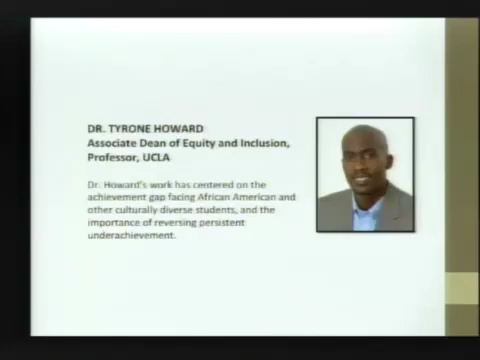 DR. TYRONE HOWARD
Associate Dean of Equity and Inclusion,
Professor, UCLA
Dr. Howard's work has centered on the
achievement gap facing African American and
other culturally diverse students, and the
importance of reversing persistent
underachievement.